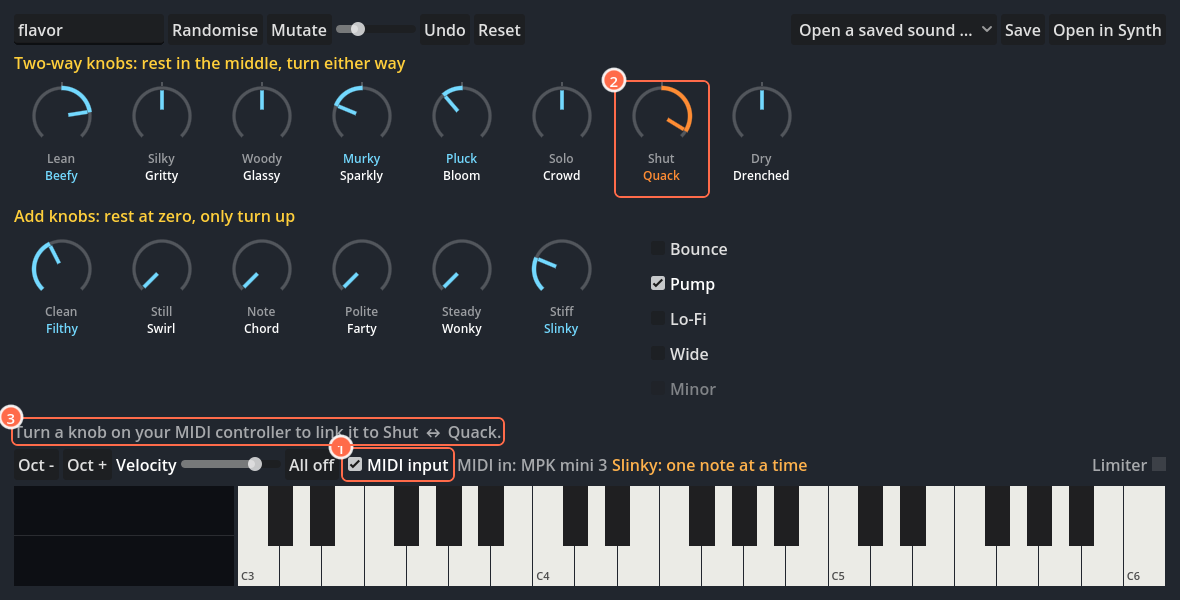 flavor Randomise Mutate Undo Reset Open a saved sound ... Save Open in Synth
Two-way knobs: rest in the middle, turn either way
2
Lean Silky Woody Murky Pluck Solo Shut Dry
Beefy Gritty Glassy Sparkly Bloom Crowd Quack Drenched
Add knobs: rest at zero, only turn up
Clean Still Note Polite Steady Stiff
Filthy Swirl Chord Farty Wonky Slinky
Bounce
Pump
Lo-Fi
Wide
Minor
3
Turn a knob on your MIDI controller to link it to Shut ↔ Quack.
1
Oct - Oct + Velocity All off MIDI input MIDI in: MPK mini 3 Slinky: one note at a time Limiter
C3 C4 C5 C6